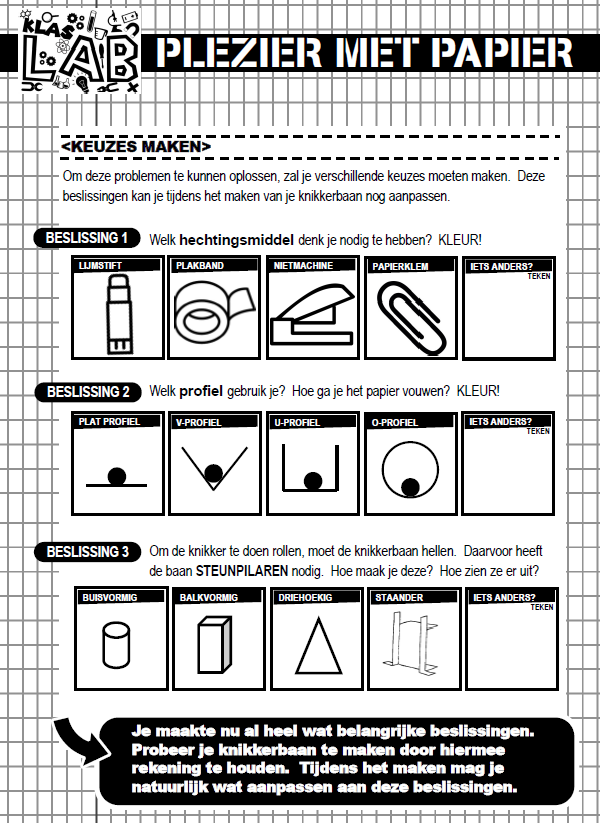 KLAS
LAB
PLEZIER MET PAPIER
<KEUZES MAKEN>
Om deze problemen te kunnen oplossen, zal je verschillende keuzes moeten maken. Deze
beslissingen kan je tijdens het maken van je knikkerbaan nog aanpassen.
BESLISSING 1 Welk hechtingsmiddel denk je nodig te hebben? KLEUR!
LIJMSTIFT PLAKBAND NIETMACHINE PAPIERKLEM IETS ANDERS?
TEKEN
BESLISSING 2 Welk profiel gebruik je? Hoe ga je het papier vouwen? KLEUR!
PLAT PROFIEL V-PROFIEL U-PROFIEL O-PROFIEL IETS ANDERS?
TEKEN
BESLISSING 3 Om de knikker te doen rollen, moet de knikkerbaan hellen. Daarvoor heeft
de baan STEUNPILAREN nodig. Hoe maak je deze? Hoe zien ze er uit?
BUISVORMIG BALKVORMIG DRIEHOEKIG STAANDER IETS ANDERS?
TEKEN
Je maakte nu al heel wat belangrijke beslissingen.
Probeer je knikkerbaan te maken door hiermee
rekening te houden. Tijdens het maken mag je
natuurlijk wat aanpassen aan deze beslissingen.